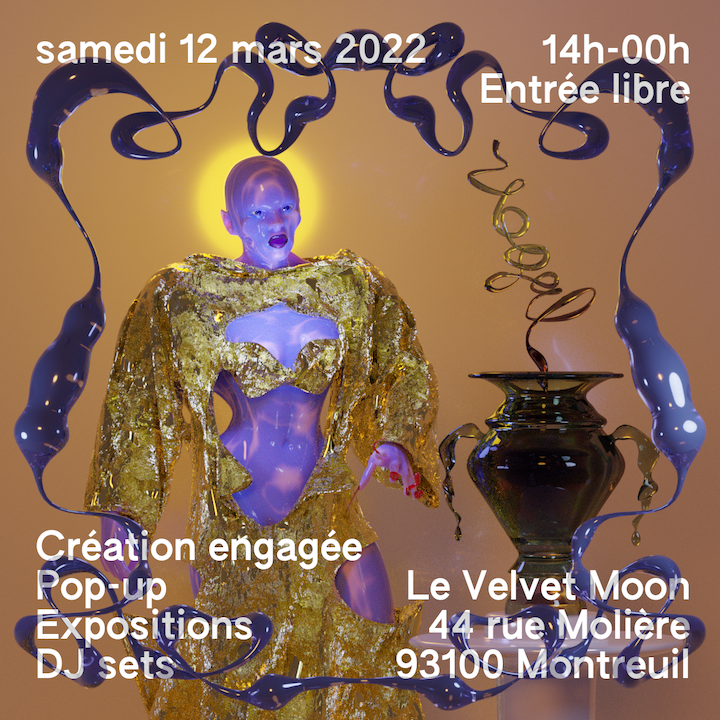 samedi 12 mars 2022
14h-00h
Entrée libre
Création engagée
Pop-up
Expositions
DJ sets
Le Velvet Moon
44 rue Molière
93100 Montreuil